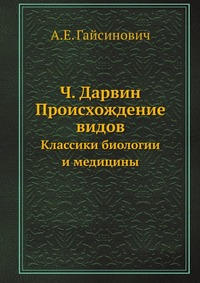 А.Е. Гайсинович
Ч. Дарвин
Происхождение
видов
Классики биологии
и медицины